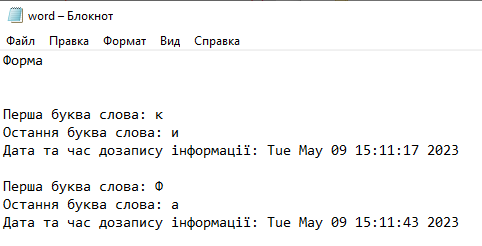 word – Блокнот
Файл Правка Формат Вид Справка
Форма
Перша буква слова: к
Остання буква слова: и
Дата та час дозапису інформації: Tue May 09 15:11:17 2023
Перша буква слова: Ф
Остання буква слова: а
Дата та час дозапису інформації: Tue May 09 15:11:43 2023